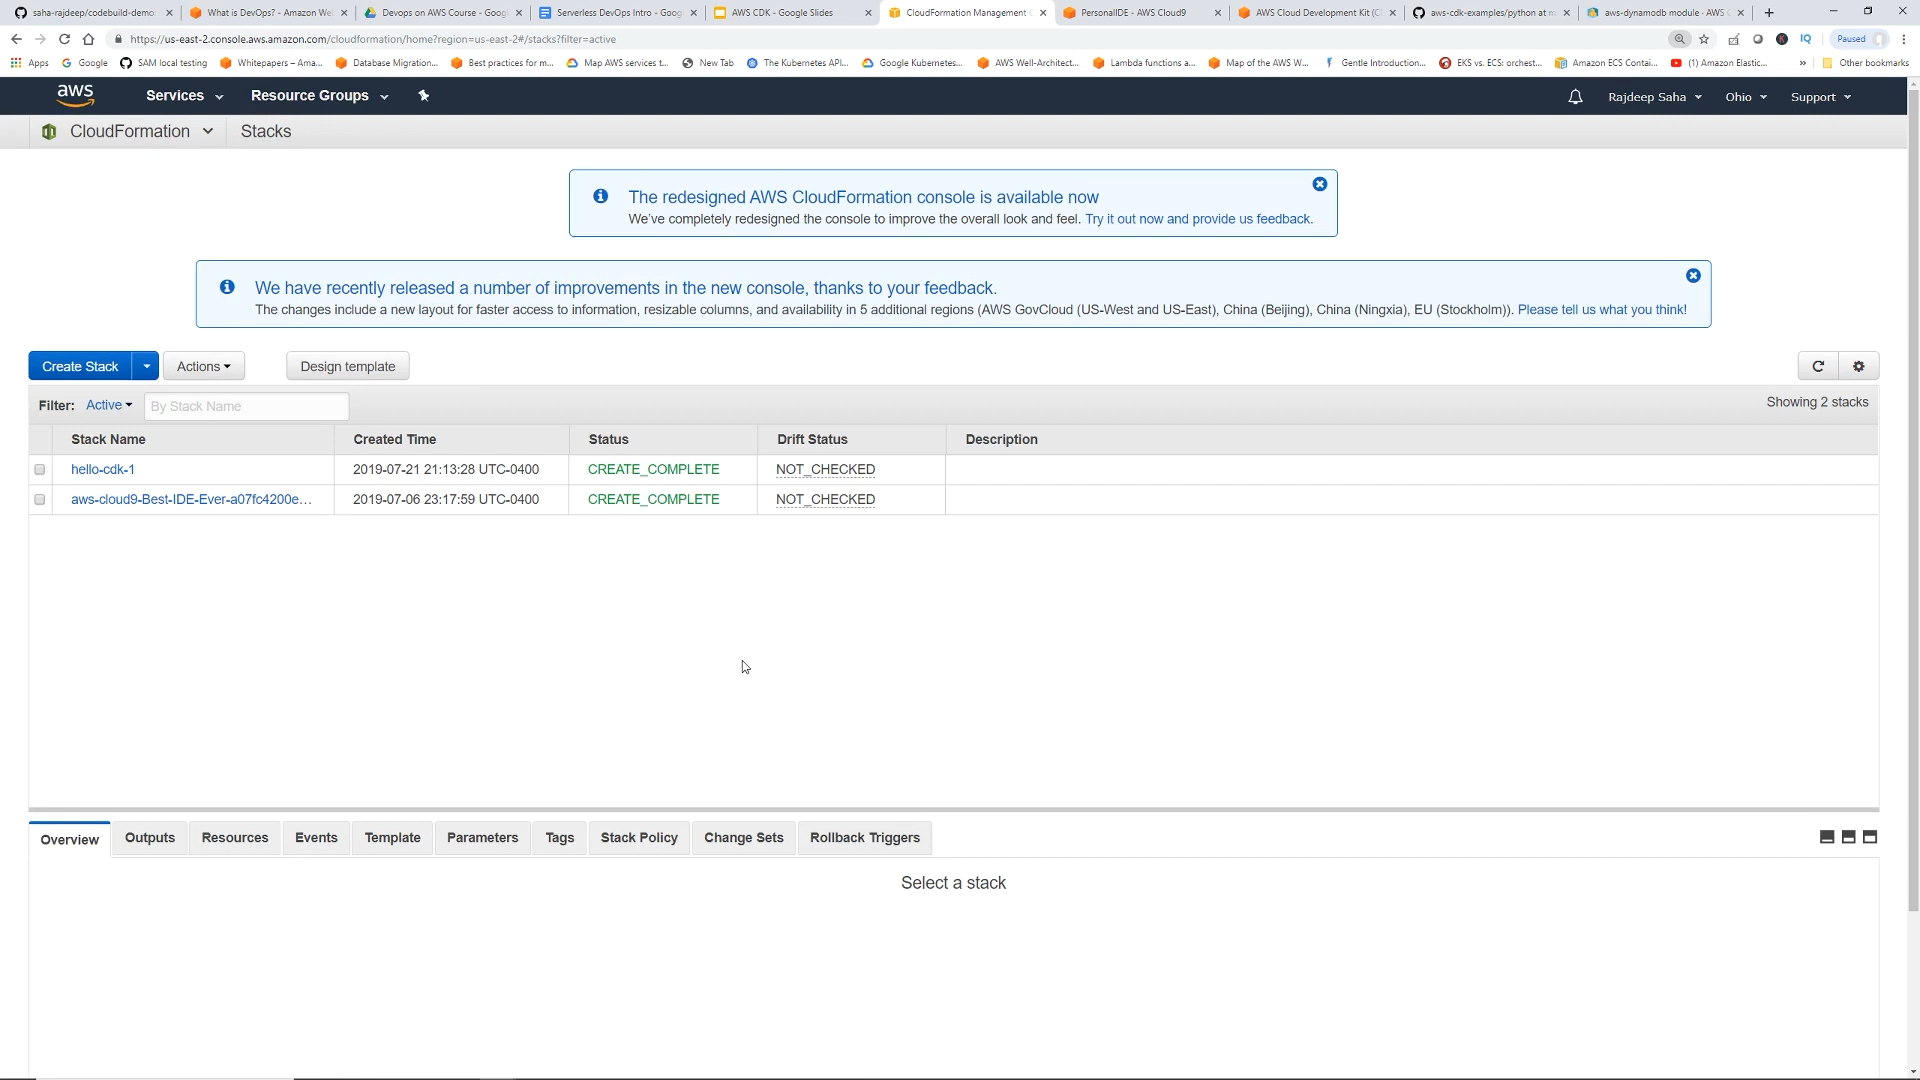 saha-rajdeep/codebuild-demo:
What is DevOps? - Amazon We
Devops on AWS Course - Goog
Serverless DevOps Intro - Goog
AWS CDK - Google Slides
CloudFormation Management C
PersonalIDE - AWS Cloud9
AWS Cloud Development Kit (C
aws-cdk-examples/python at m
aws-dynamodb module · AWS C
https://us-east-2.console.aws.amazon.com/cloudformation/home?region=us-east-2#/stacks?filter=active
IQ
Paused
Apps
Google
SAM local testing
Whitepapers – Ama...
Database Migration...
Best practices for m...
Map AWS services t...
New Tab
The Kubernetes API...
Google Kubernetes...
AWS Well-Architect...
Lambda functions a...
Map of the AWS W...
Gentle Introduction...
EKS vs. ECS: orchest...
Amazon ECS Contai...
(1) Amazon Elastic...
»
Other bookmarks
aws
Services
Resource Groups
Rajdeep Saha
Ohio
Support
CloudFormation
Stacks
The redesigned AWS CloudFormation console is available now
We've completely redesigned the console to improve the overall look and feel. Try it out now and provide us feedback.
We have recently released a number of improvements in the new console, thanks to your feedback.
The changes include a new layout for faster access to information, resizable columns, and availability in 5 additional regions (AWS GovCloud (US-West and US-East), China (Beijing), China (Ningxia), EU (Stockholm)). Please tell us what you think!
Create Stack
Actions
Design template
Filter: Active
By Stack Name
Showing 2 stacks
Stack Name Created Time Status Drift Status Description
hello-cdk-1 2019-07-21 21:13:28 UTC-0400 CREATE_COMPLETE NOT_CHECKED
aws-cloud9-Best-IDE-Ever-a07fc4200e... 2019-07-06 23:17:59 UTC-0400 CREATE_COMPLETE NOT_CHECKED
Overview
Outputs
Resources
Events
Template
Parameters
Tags
Stack Policy
Change Sets
Rollback Triggers
Select a stack